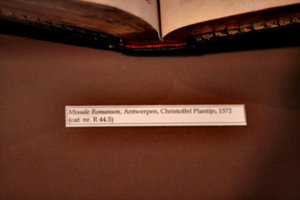 Missale Romanum, Antwerpen, Christoffel Plantijn, 1572
(cat. nr. R 44.5)